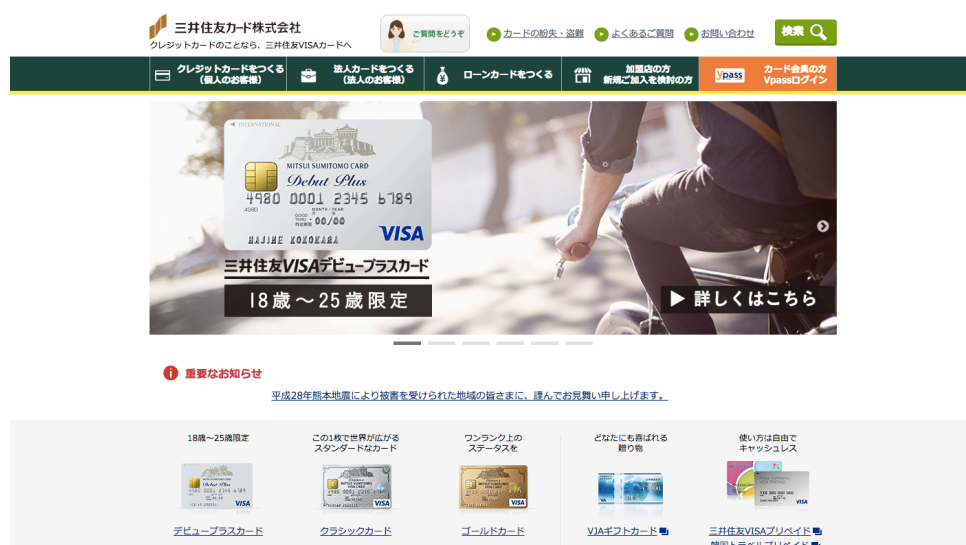 三井住友カード株式会社
クレジットカードのことなら、三井住友VISAカードへ
ご質問をどうぞ
カードの紛失・盗難
よくあるご質問
お問い合わせ
検索
クレジットカードをつくる
(個人のお客様)
法人カードをつくる
(法人のお客様)
ローンカードをつくる
加盟店の方
新規ご加入を検討の方
Vpass
カード会員の方
Vpassログイン
INTERNATIONAL
MITSUI SUMITOMO CARD
Debut Plus
4980 0001 2345 6789
4980
MONTH / YEAR
00/00
HAJIME KOKOKARA
VISA
三井住友VISAデビュープラスカード
18歳～25歳限定
▶ 詳しくはこちら
重要なお知らせ
平成28年熊本地震により被害を受けられた地域の皆さまに、謹んでお見舞い申し上げます。
18歳～25歳限定
この1枚で世界が広がる
スタンダードなカード
ワンランク上の
ステータスを
どなたにも喜ばれる
贈り物
使い方は自由で
キャッシュレス
デビュープラスカード
クラシックカード
ゴールドカード
VJAギフトカード
三井住友VISAプリペイド
韓国トラベルプリペイド